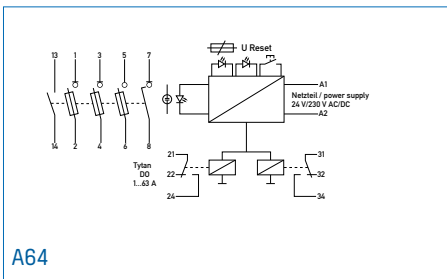 U Reset
13 1 3 5 7
A1
Netzteil / power supply
24 V/230 V AC/DC
A2
14 2 4 6 8
21 31
Tytan
22 32
DO
1...63 A
24 34
A64